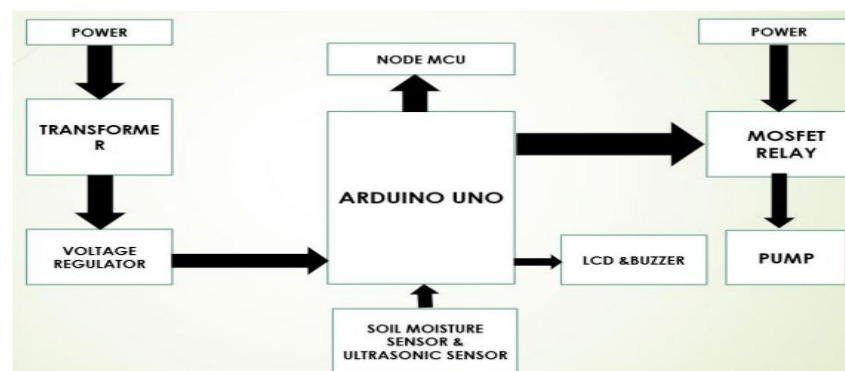 POWER
POWER
NODE MCU
TRANSFORME
R
MOSFET
RELAY
ARDUINO UNO
VOLTAGE
REGULATOR
LCD &BUZZER
PUMP
SOIL MOISTURE
SENSOR &
ULTRASONIC SENSOR